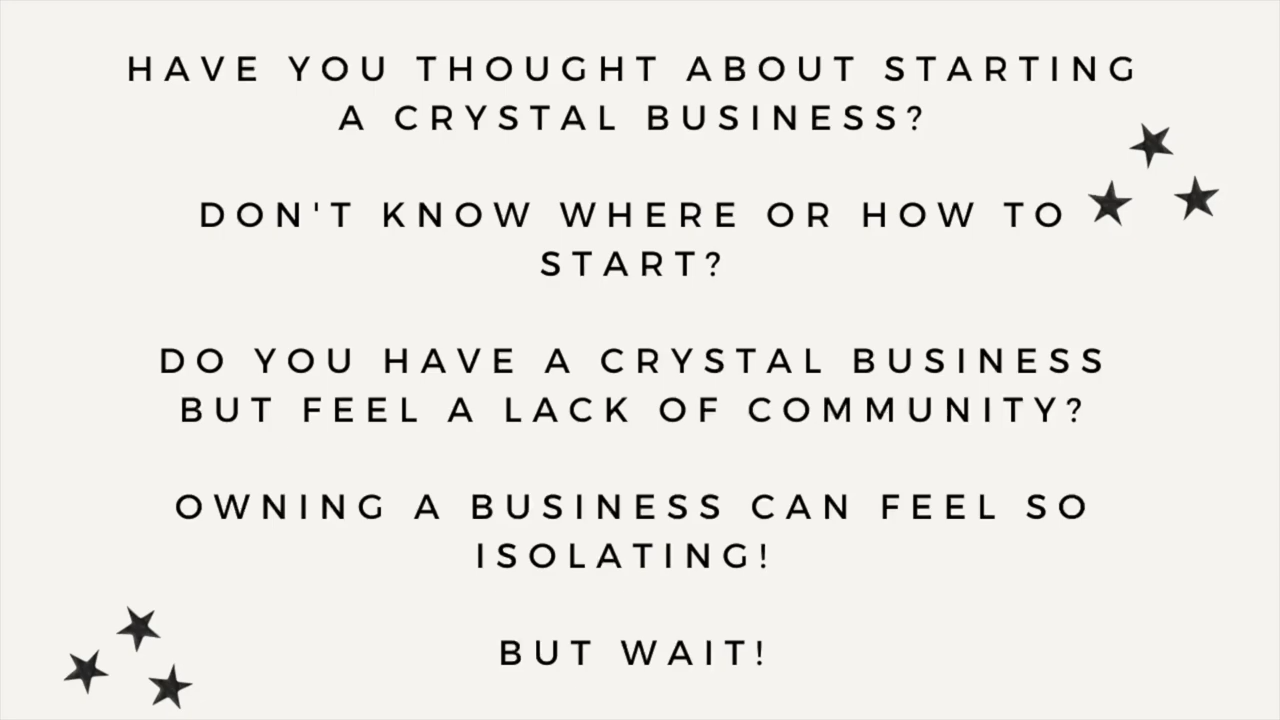 HAVE YOU THOUGHT ABOUT STARTING
A CRYSTAL BUSINESS?
DON'T KNOW WHERE OR HOW TO
START?
DO YOU HAVE A CRYSTAL BUSINESS
BUT FEEL A LACK OF COMMUNITY?
OWNING A BUSINESS CAN FEEL SO
ISOLATING!
BUT WAIT!